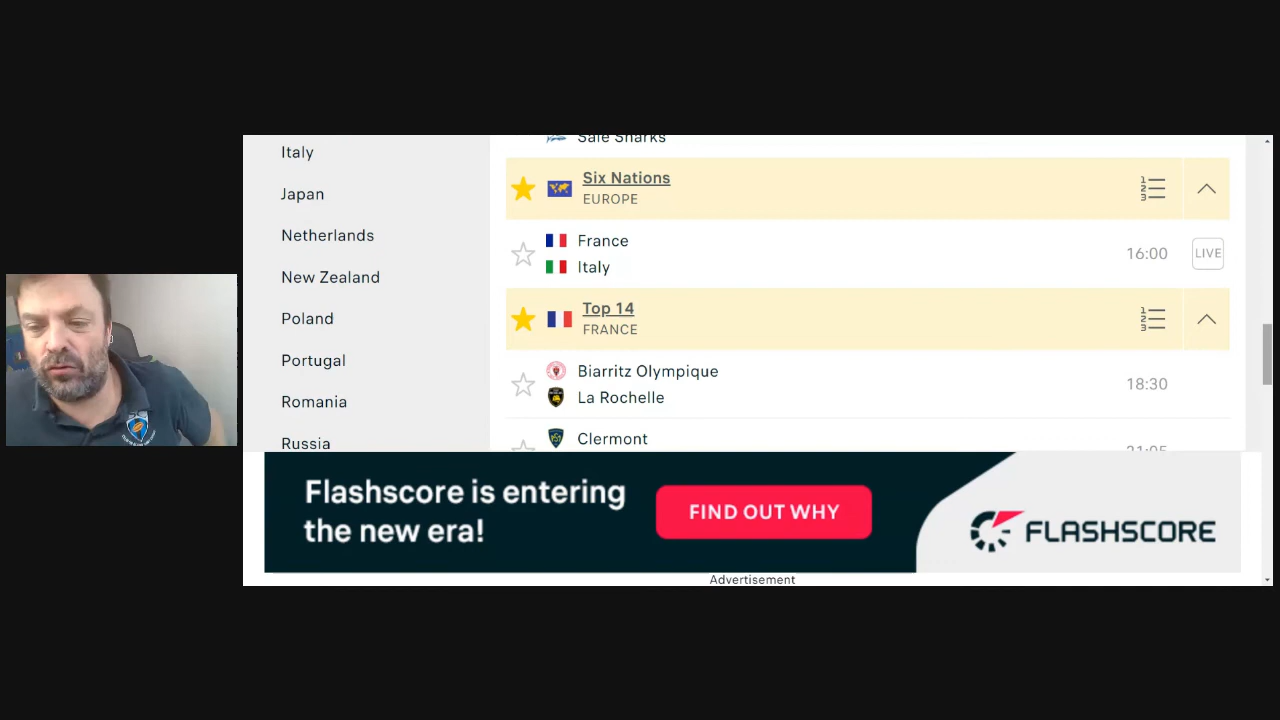 Italy
Japan
Netherlands
New Zealand
Poland
Portugal
Romania
Russia
Sale Sharks
Six Nations
EUROPE
France
Italy
16:00
LIVE
Top 14
FRANCE
Biarritz Olympique
La Rochelle
18:30
Clermont
21:05
Flashscore is entering
the new era!
FIND OUT WHY
FLASHSCORE
Advertisement